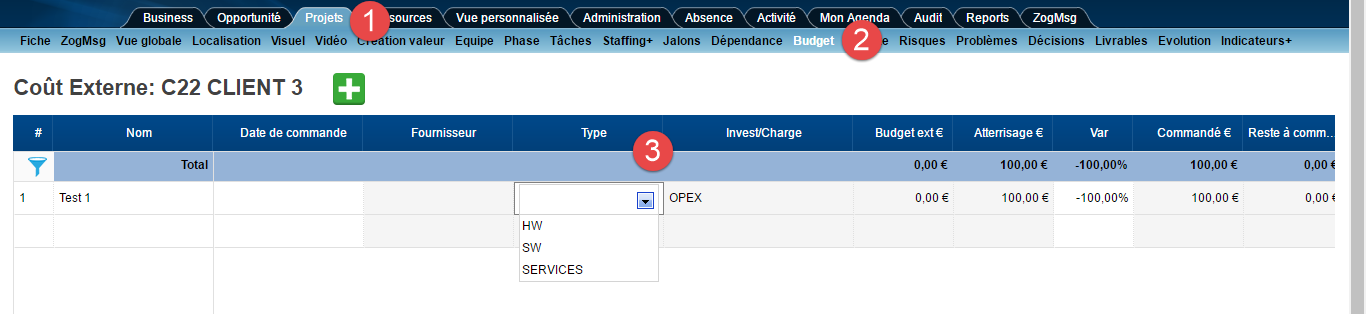 Business Opportunité Projets 1 sources Vue personnalisée Administration Absence Activité Mon Agenda Audit Reports ZogMsg
Fiche ZogMsg Vue globale Localisation Visuel Vidéo Création valeur Equipe Phase Tâches Staffing+ Jalons Dépendance Budget 2 e Risques Problèmes Décisions Livrables Evolution Indicateurs+
Coût Externe: C22 CLIENT 3
# Nom Date de commande Fournisseur Type Invest/Charge Budget ext € Atterrisage € Var Commandé € Reste à comm...
3
Total 0,00 € 100,00 € -100,00% 100,00 € 0,00 €
1 Test 1 OPEX 0,00 € 100,00 € -100,00% 100,00 € 0,00 €
HW
SW
SERVICES